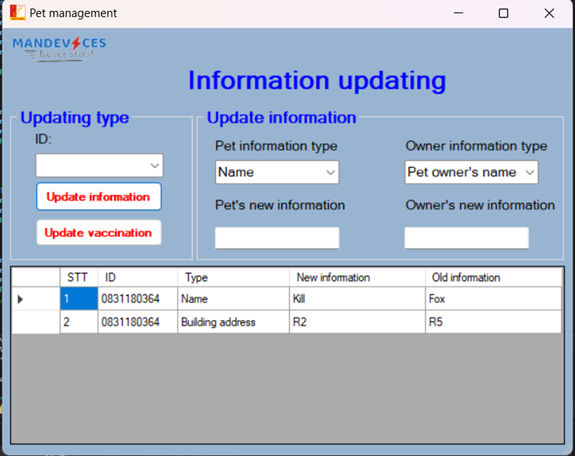 Pet management
MANDEVICES
Never stop!
Information updating
Updating type
ID:
Update information
Update vaccination
Update information
Pet information type
Owner information type
Name
Pet owner's name
Pet's new information
Owner's new information
STT ID Type New information Old information
1 0831180364 Name Kill Fox
2 0831180364 Building address R2 R5